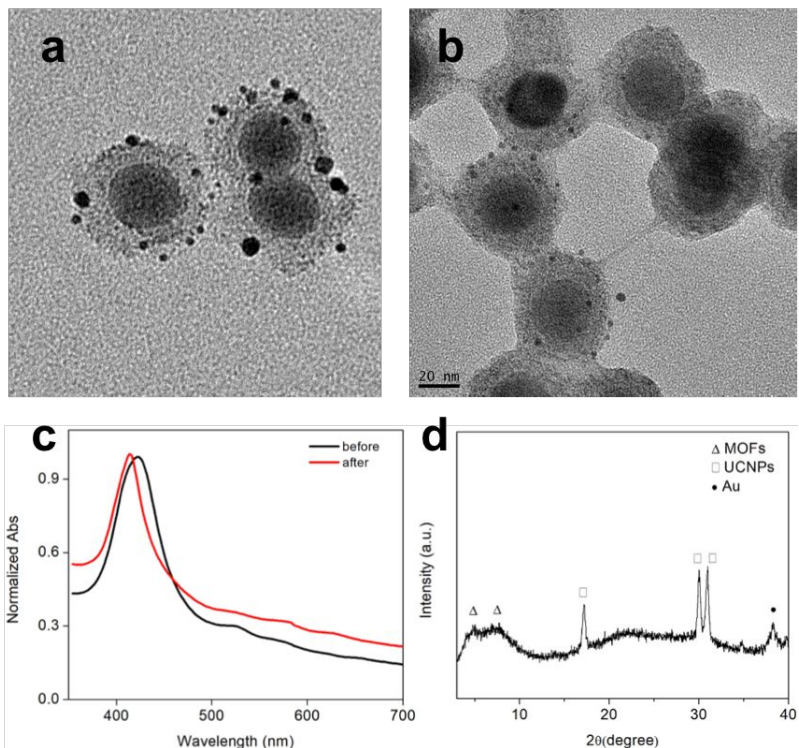 a
b
20 nm
c
before
after
Normalized Abs
0.9
0.6
0.3
0.0
400 500 600 700
Wavelength (nm)
d
△ MOFs
□ UCNPs
● Au
Intensity (a.u.)
10 20 30 40
2θ(degree)